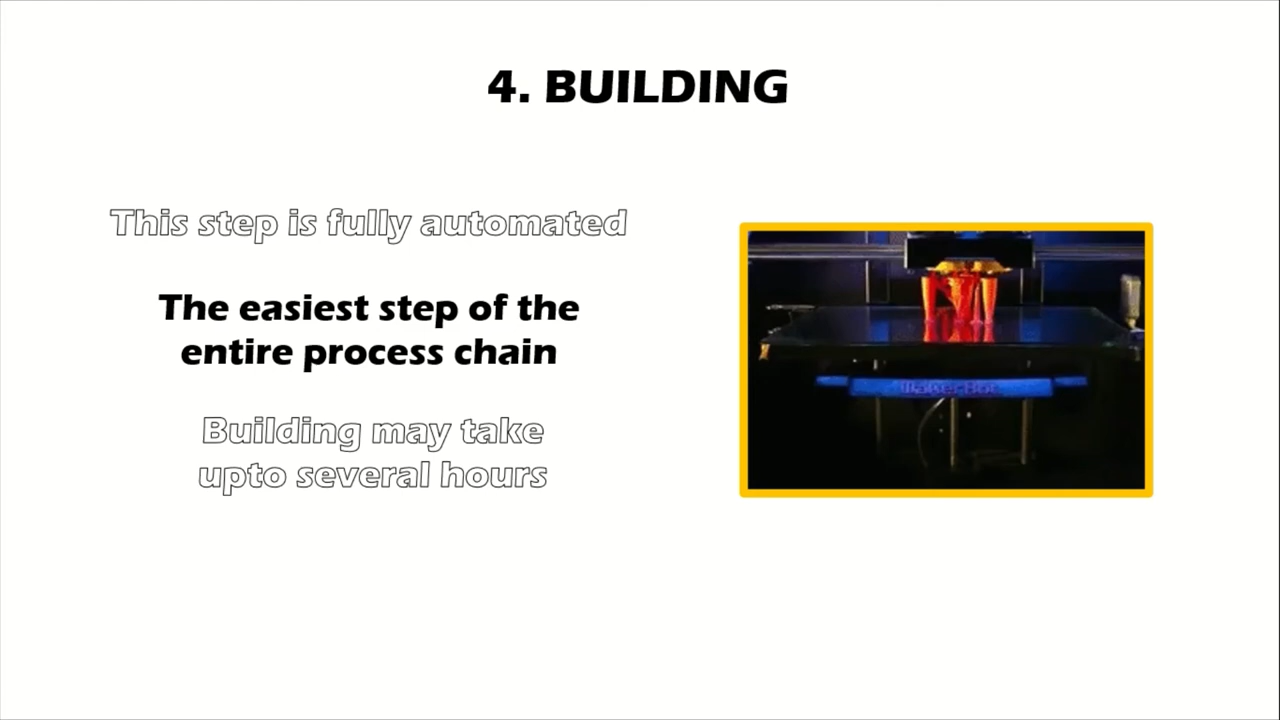 4. BUILDING
This step is fully automated
The easiest step of the
entire process chain
Building may take
upto several hours
MakerBot